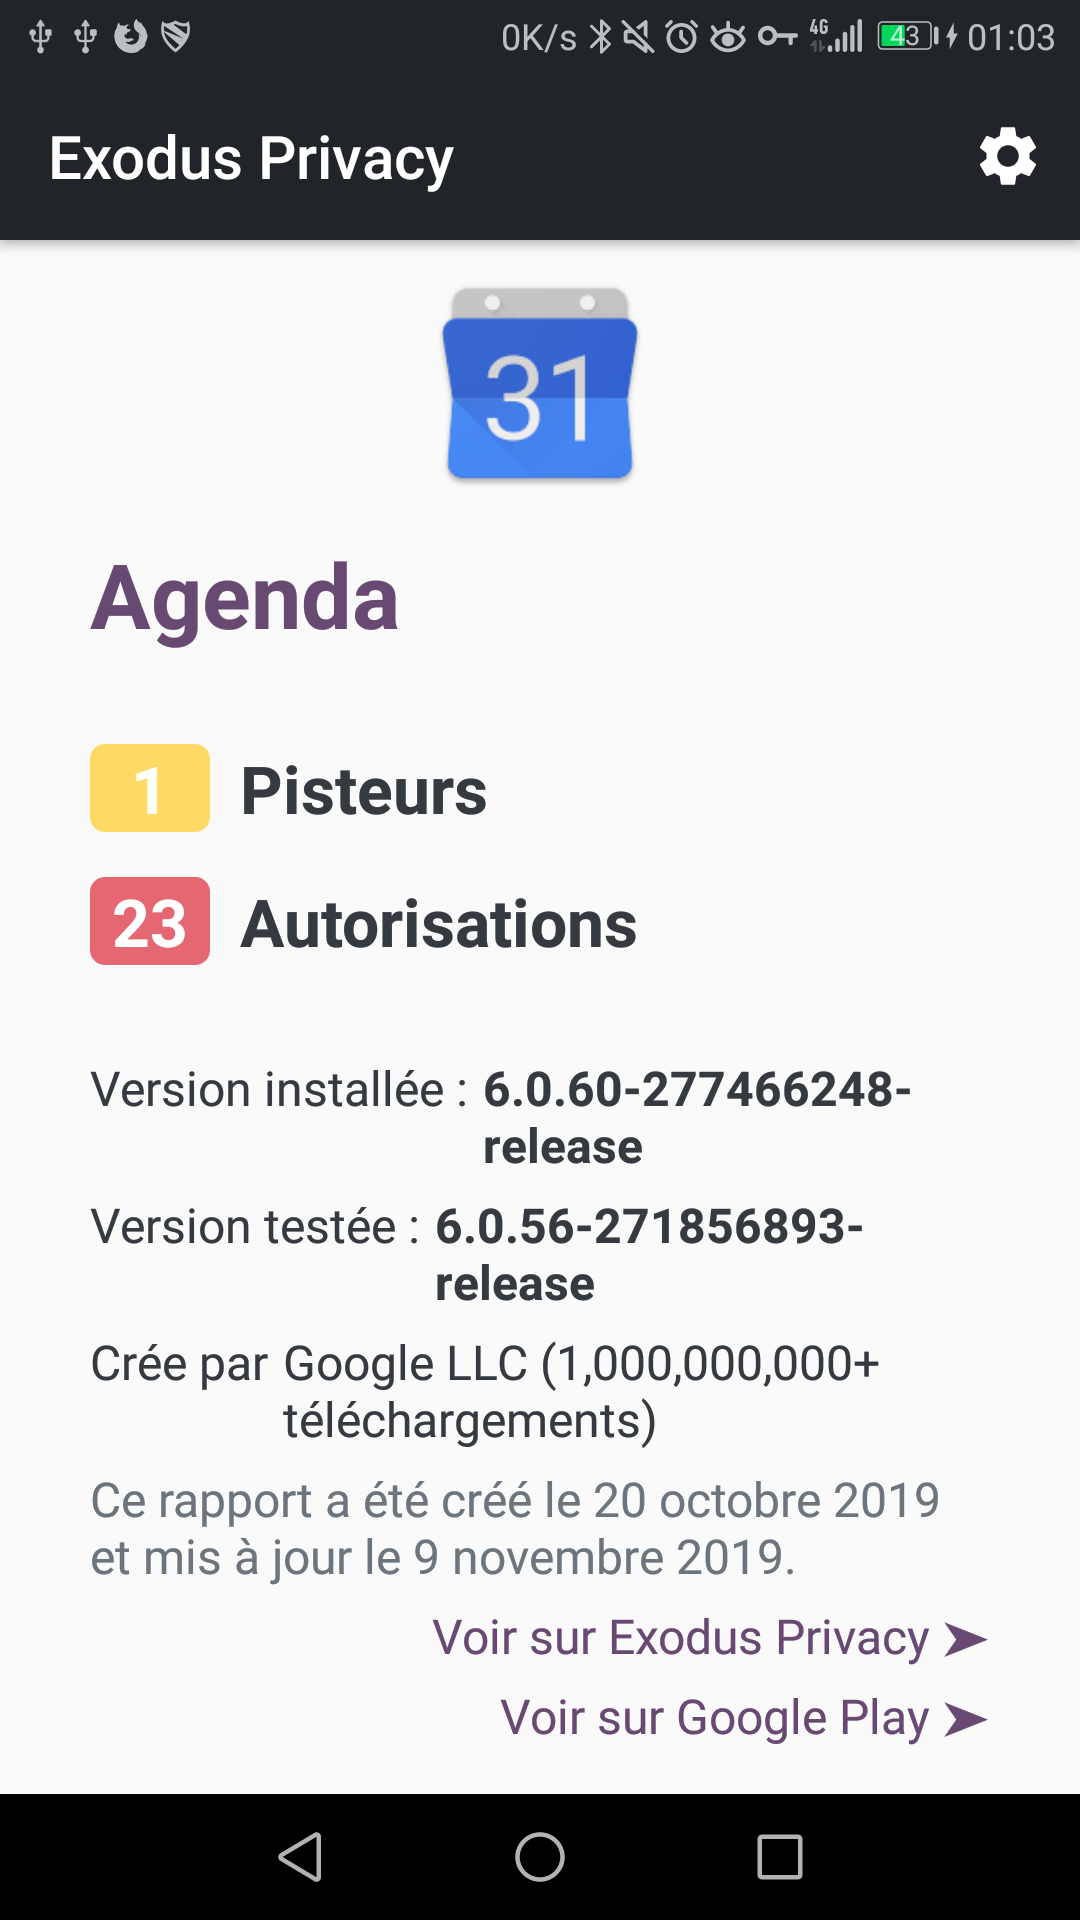 0K/s 4G 43 01:03
Exodus Privacy
31
Agenda
1 Pisteurs
23 Autorisations
Version installée : 6.0.60-277466248-
release
Version testée : 6.0.56-271856893-
release
Crée par Google LLC (1,000,000,000+
téléchargements)
Ce rapport a été créé le 20 octobre 2019
et mis à jour le 9 novembre 2019.
Voir sur Exodus Privacy ➤
Voir sur Google Play ➤